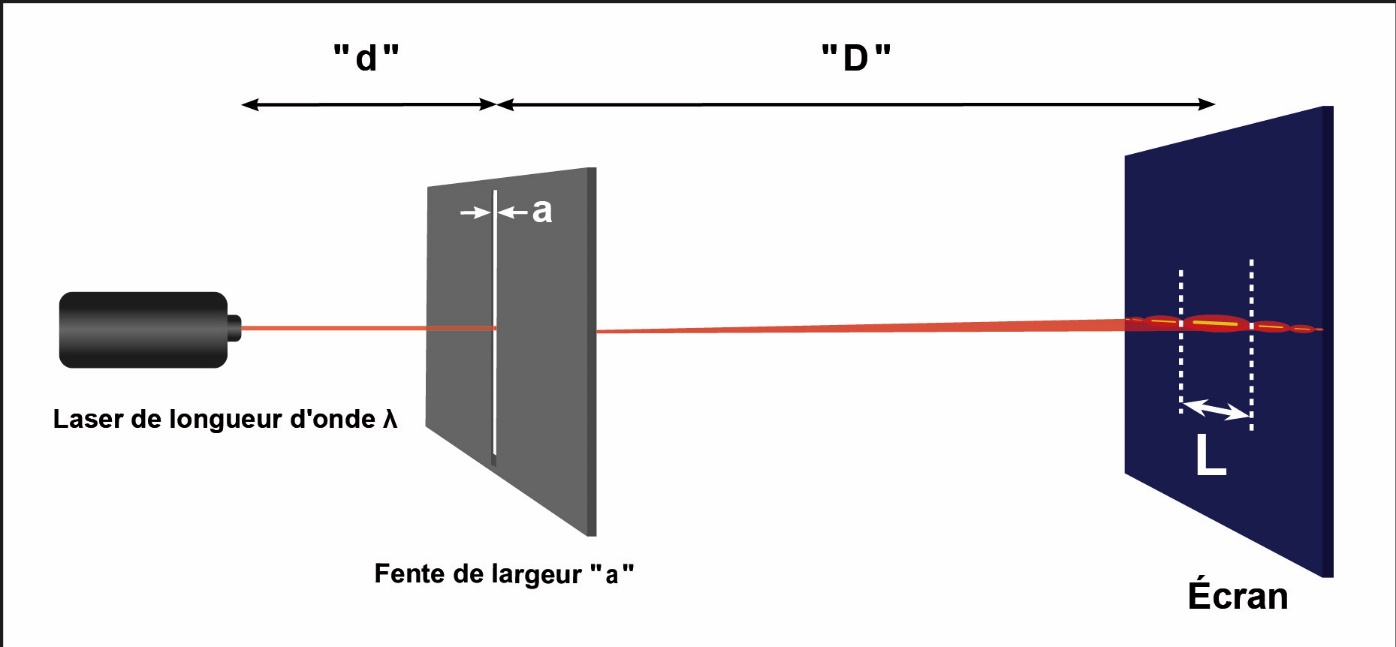 "d"
"D"
a
Laser de longueur d'onde λ
L
Fente de largeur "a"
Écran